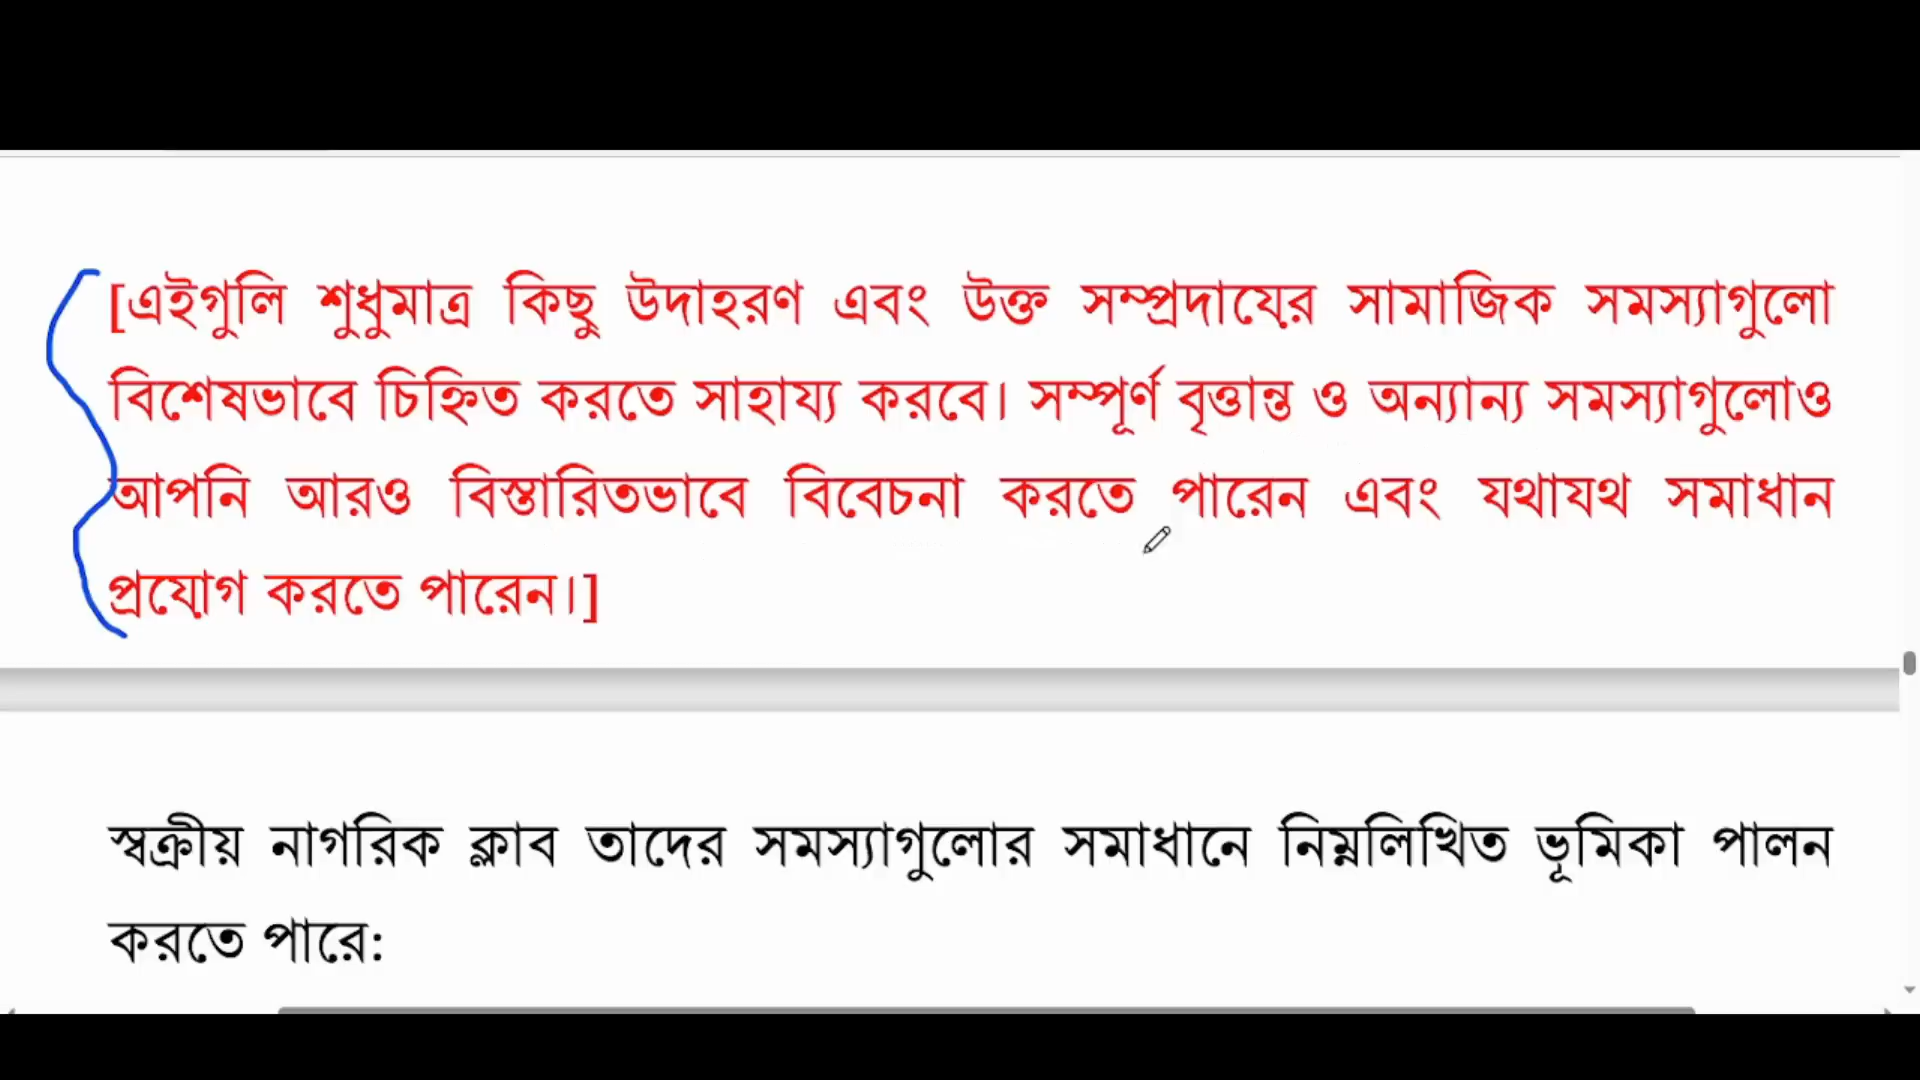 [এইগুলি শুধুমাত্র কিছু উদাহরণ এবং উক্ত সম্প্রদায়ের সামাজিক সমস্যাগুলো
বিশেষভাবে চিহ্নিত করতে সাহায্য করবে। সম্পূর্ণ বৃত্তান্ত ও অন্যান্য সমস্যাগুলোও
আপনি আরও বিস্তারিতভাবে বিবেচনা করতে পারেন এবং যথাযথ সমাধান
প্রয়োগ করতে পারেন।]
স্বক্রীয় নাগরিক ক্লাব তাদের সমস্যাগুলোর সমাধানে নিম্নলিখিত ভূমিকা পালন
করতে পারে: